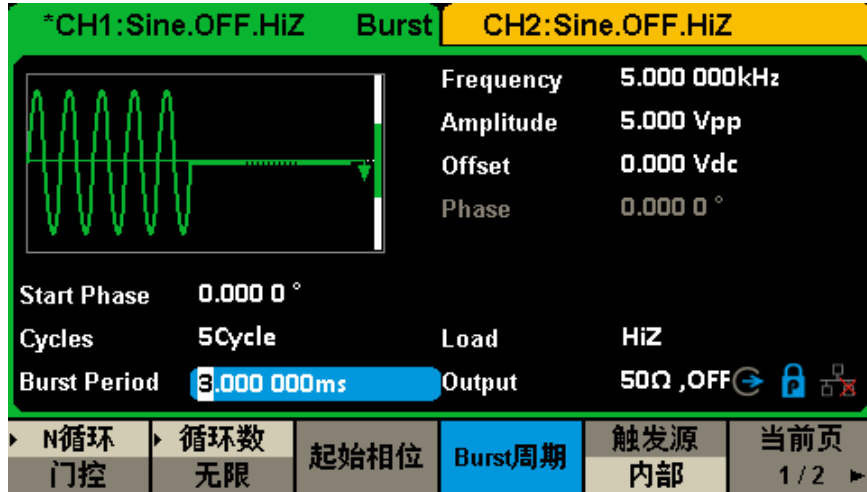 *CH1:Sine.OFF.HiZ Burst CH2:Sine.OFF.HiZ
Frequency 5.000 000kHz
Amplitude 5.000 Vpp
Offset 0.000 Vdc
Phase 0.000 0 °
Start Phase 0.000 0 °
Cycles 5Cycle Load HiZ
Burst Period 3.000 000ms Output 50Ω ,OFF P
N循环 循环数 起始相位 Burst周期 触发源 当前页
门控 无限 内部 1/2